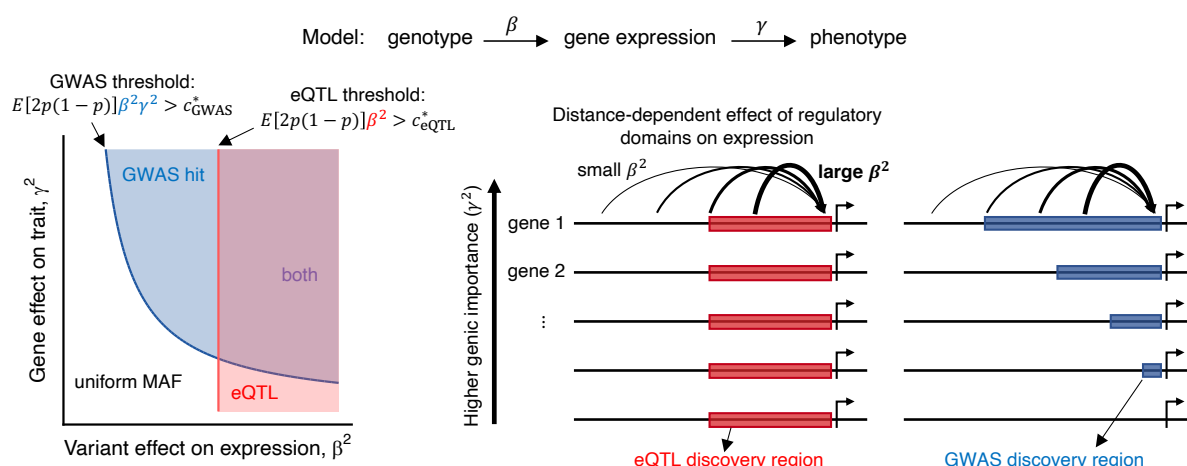 Model: genotype β gene expression γ phenotype
GWAS threshold:
E[2p(1 − p)]β²γ² > c*GWAS
eQTL threshold:
E[2p(1 − p)]β² > c*eQTL
GWAS hit
both
uniform MAF
eQTL
Gene effect on trait, γ²
Variant effect on expression, β²
Distance-dependent effect of regulatory
domains on expression
small β²
large β²
Higher genic importance (γ²)
gene 1
gene 2
⋮
eQTL discovery region
GWAS discovery region